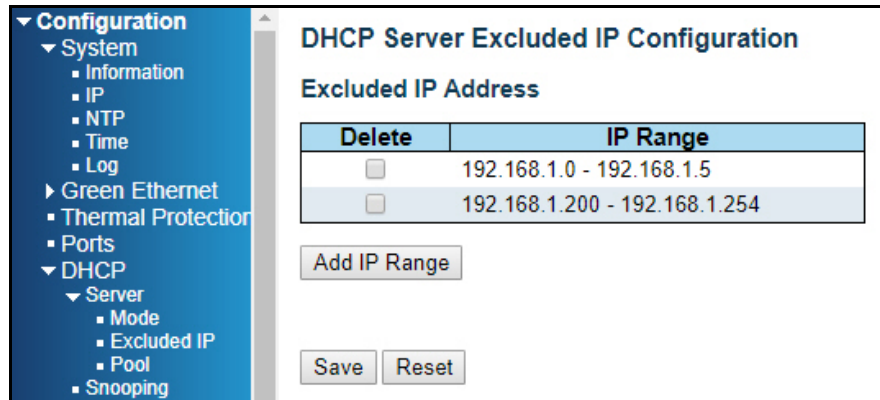 Configuration
System
Information
IP
NTP
Time
Log
Green Ethernet
Thermal Protection
Ports
DHCP
Server
Mode
Excluded IP
Pool
Snooping
DHCP Server Excluded IP Configuration
Excluded IP Address
Delete IP Range
192.168.1.0 - 192.168.1.5
192.168.1.200 - 192.168.1.254
Add IP Range
Save Reset